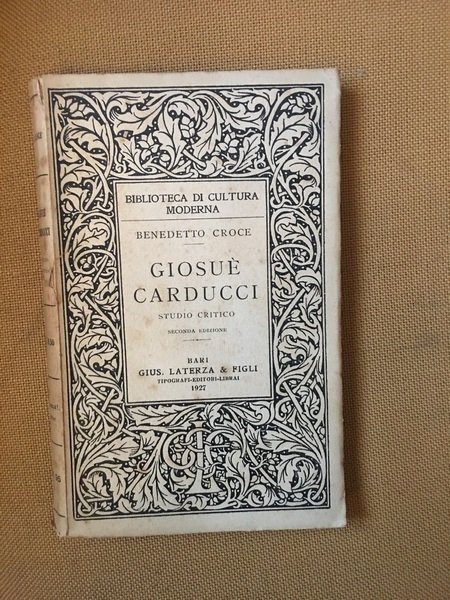 BIBLIOTECA DI CULTURA
MODERNA
BENEDETTO CROCE
GIOSUÈ
CARDUCCI
STUDIO CRITICO
SECONDA EDIZIONE
BARI
GIUS. LATERZA & FIGLI
TIPOGRAFI-EDITORI-LIBRAI
1927